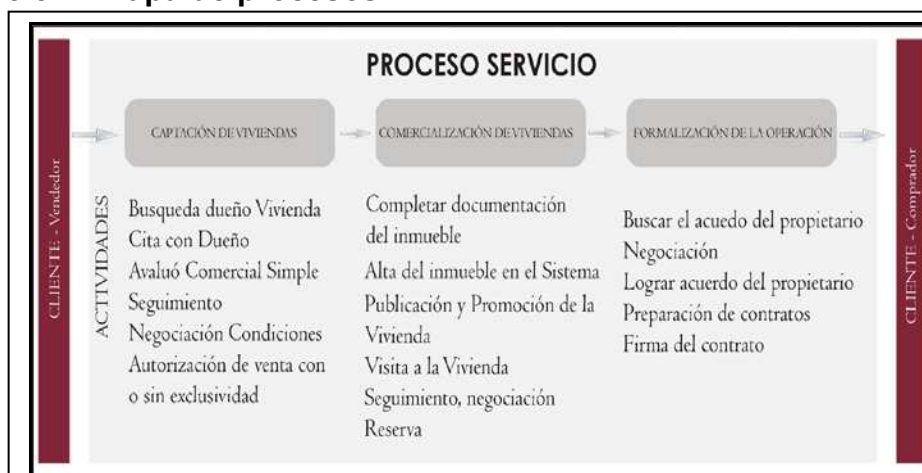 PROCESO SERVICIO
CLIENTE - Vendedor
CAPTACIÓN DE VIVIENDAS
COMERCIALIZACIÓN DE VIVIENDAS
FORMALIZACIÓN DE LA OPERACIÓN
CLIENTE - Comprador
ACTIVIDADES
Busqueda dueño Vivienda
Cita con Dueño
Avaluó Comercial Simple
Seguimiento
Negociación Condiciones
Autorización de venta con
o sin exclusividad
Completar documentación
del inmueble
Alta del inmueble en el Sistema
Publicación y Promoción de la
Vivienda
Visita a la Vivienda
Seguimiento, negociación
Reserva
Buscar el acuedo del propietario
Negociación
Lograr acuerdo del propietario
Preparación de contratos
Firma del contrato